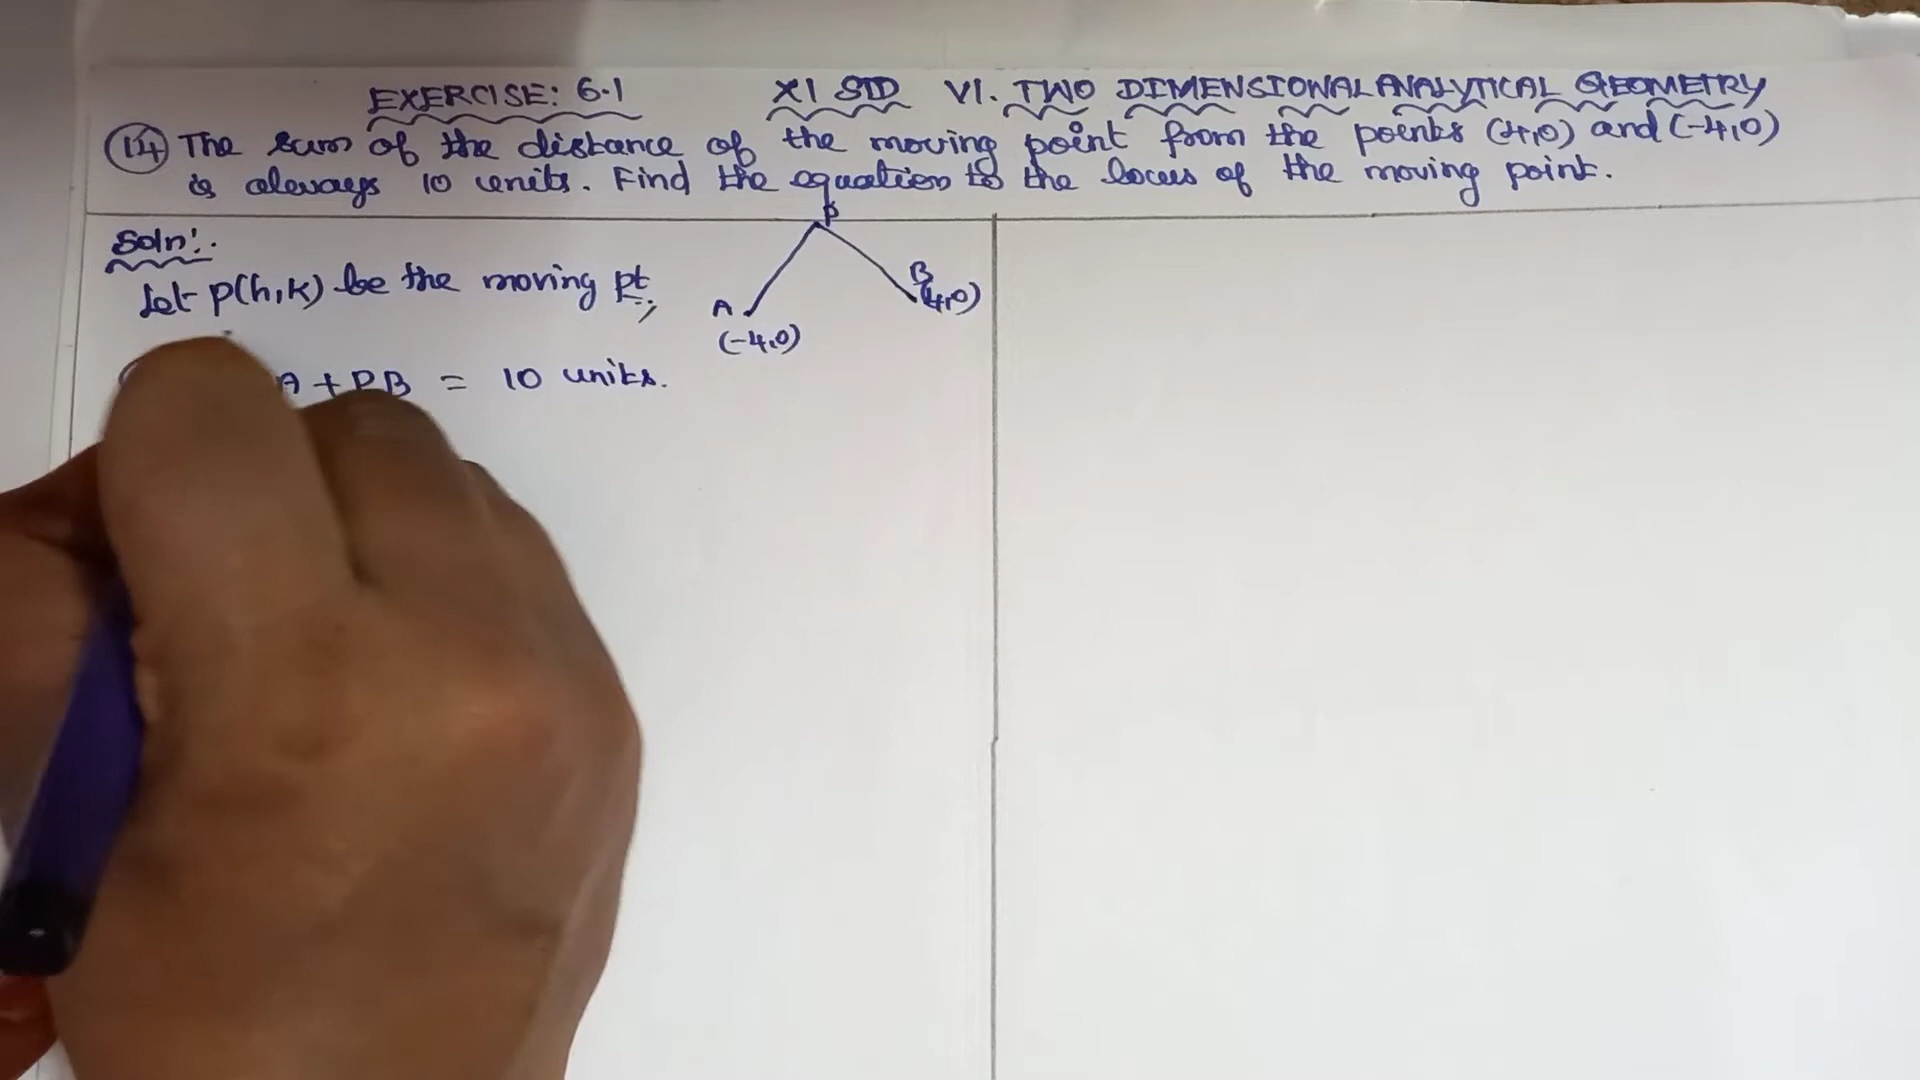 EXERCISE: 6.1 XI STD VI. TWO DIMENSIONAL ANALYTICAL GEOMETRY
14 The sum of the distance of the moving point from the points (4,0) and (-4,0)
is always 10 units. Find the equation to the locus of the moving point.
Soln:
P
Let P(h,k) be the moving pt,
A
(-4,0)
B
(4,0)
A + PB = 10 units.